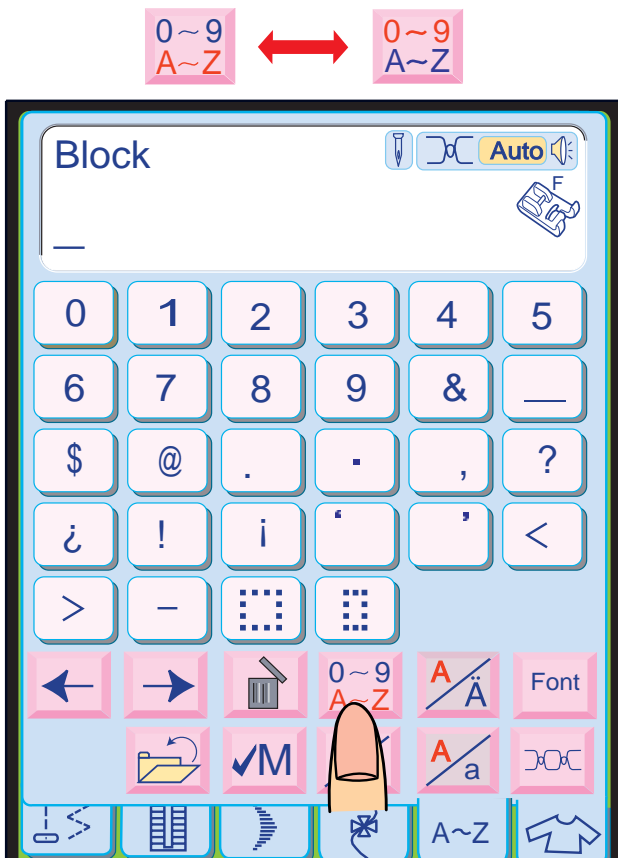 0~9 0~9
A~Z A~Z
Block Auto
F
_
0 1 2 3 4 5
6 7 8 9 & _
$ @ . · , ?
¿ ! ¡ ‘ ’ <
> –
0~9 A Ä Font
A~Z
✓M A a
A~Z